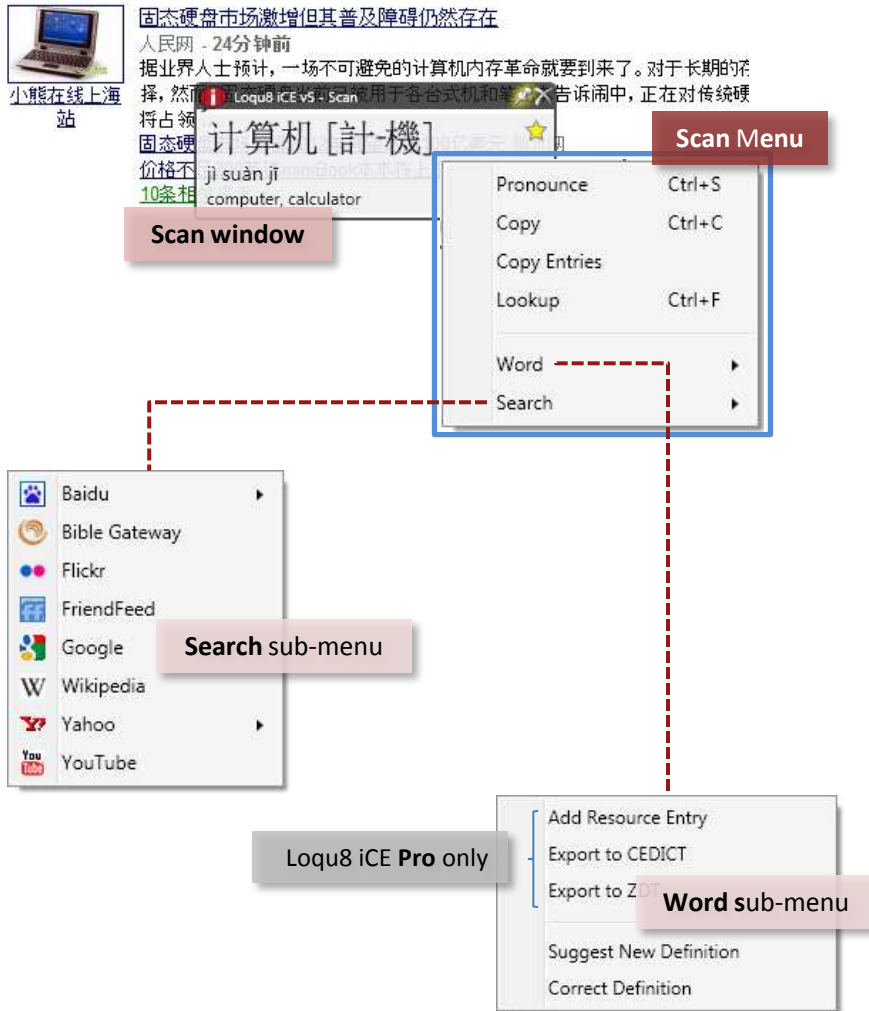 固态硬盘市场激增但其普及障碍仍然存在
人民网 - 24分钟前
据业界人士预计，一场不可避免的计算机内存革命就要到来了。对于长期的存
小熊在线上海站
择，然而
告诉闹中，正在对传统硬
将占领
固态硬
价格不
10条相
Loqu8 iCE v5 - Scan
计算机 [計-機]
jì suàn jī
computer, calculator
Scan window
Scan Menu
Pronounce Ctrl+S
Copy Ctrl+C
Copy Entries
Lookup Ctrl+F
Word
Search
Baidu
Bible Gateway
Flickr
FriendFeed
Google
Wikipedia
Yahoo
YouTube
Search sub-menu
Add Resource Entry
Export to CEDICT
Export to ZDT
Suggest New Definition
Correct Definition
Loqu8 iCE Pro only
Word sub-menu